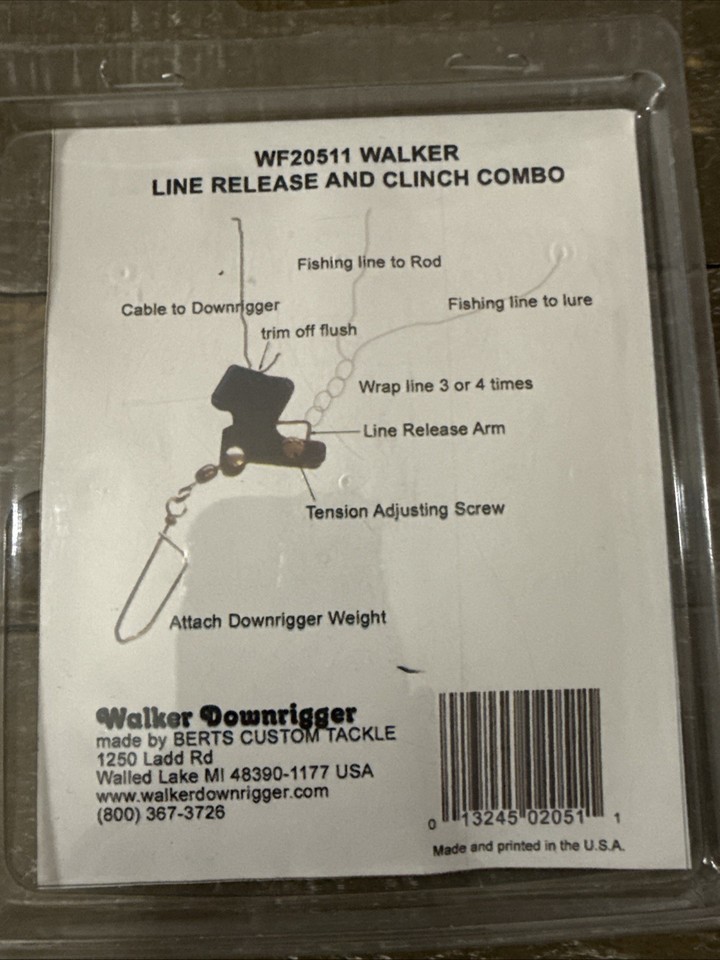 WF20511 WALKER
LINE RELEASE AND CLINCH COMBO
Fishing line to Rod
Cable to Downrigger
Fishing line to lure
trim off flush
Wrap line 3 or 4 times
Line Release Arm
Tension Adjusting Screw
Attach Downrigger Weight
Walker Downrigger
made by BERTS CUSTOM TACKLE
1250 Ladd Rd
Walled Lake MI 48390-1177 USA
www.walkerdownrigger.com
(800) 367-3726
0 13245 02051 1
Made and printed in the U.S.A.